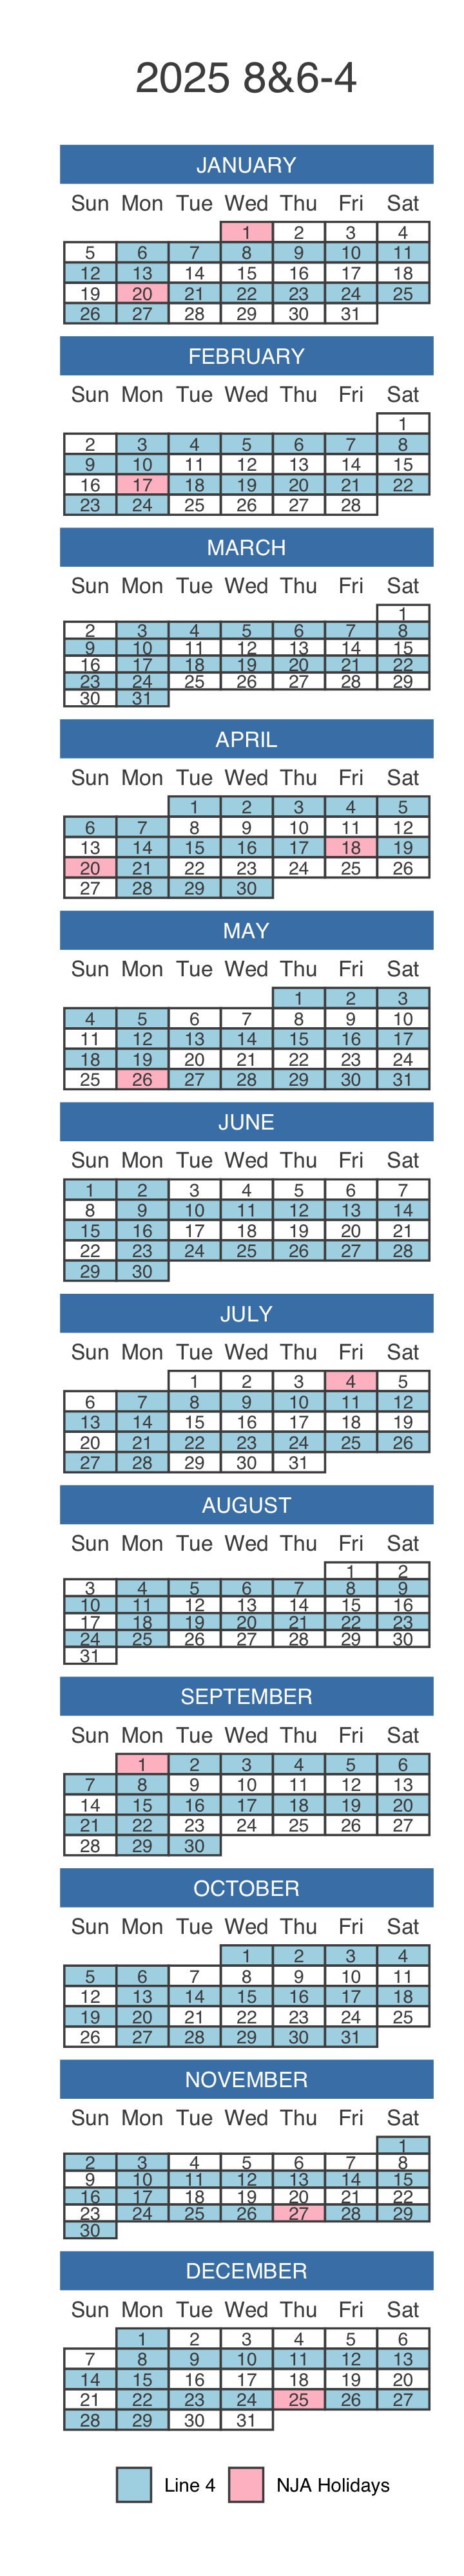 2025 8&6-4
JANUARY
Sun Mon Tue Wed Thu Fri Sat
1 2 3 4
5 6 7 8 9 10 11
12 13 14 15 16 17 18
19 20 21 22 23 24 25
26 27 28 29 30 31
FEBRUARY
Sun Mon Tue Wed Thu Fri Sat
1
2 3 4 5 6 7 8
9 10 11 12 13 14 15
16 17 18 19 20 21 22
23 24 25 26 27 28
MARCH
Sun Mon Tue Wed Thu Fri Sat
1
2 3 4 5 6 7 8
9 10 11 12 13 14 15
16 17 18 19 20 21 22
23 24 25 26 27 28 29
30 31
APRIL
Sun Mon Tue Wed Thu Fri Sat
1 2 3 4 5
6 7 8 9 10 11 12
13 14 15 16 17 18 19
20 21 22 23 24 25 26
27 28 29 30
MAY
Sun Mon Tue Wed Thu Fri Sat
1 2 3
4 5 6 7 8 9 10
11 12 13 14 15 16 17
18 19 20 21 22 23 24
25 26 27 28 29 30 31
JUNE
Sun Mon Tue Wed Thu Fri Sat
1 2 3 4 5 6 7
8 9 10 11 12 13 14
15 16 17 18 19 20 21
22 23 24 25 26 27 28
29 30
JULY
Sun Mon Tue Wed Thu Fri Sat
1 2 3 4 5
6 7 8 9 10 11 12
13 14 15 16 17 18 19
20 21 22 23 24 25 26
27 28 29 30 31
AUGUST
Sun Mon Tue Wed Thu Fri Sat
1 2
3 4 5 6 7 8 9
10 11 12 13 14 15 16
17 18 19 20 21 22 23
24 25 26 27 28 29 30
31
SEPTEMBER
Sun Mon Tue Wed Thu Fri Sat
1 2 3 4 5 6
7 8 9 10 11 12 13
14 15 16 17 18 19 20
21 22 23 24 25 26 27
28 29 30
OCTOBER
Sun Mon Tue Wed Thu Fri Sat
1 2 3 4
5 6 7 8 9 10 11
12 13 14 15 16 17 18
19 20 21 22 23 24 25
26 27 28 29 30 31
NOVEMBER
Sun Mon Tue Wed Thu Fri Sat
1
2 3 4 5 6 7 8
9 10 11 12 13 14 15
16 17 18 19 20 21 22
23 24 25 26 27 28 29
30
DECEMBER
Sun Mon Tue Wed Thu Fri Sat
1 2 3 4 5 6
7 8 9 10 11 12 13
14 15 16 17 18 19 20
21 22 23 24 25 26 27
28 29 30 31
Line 4 NJA Holidays